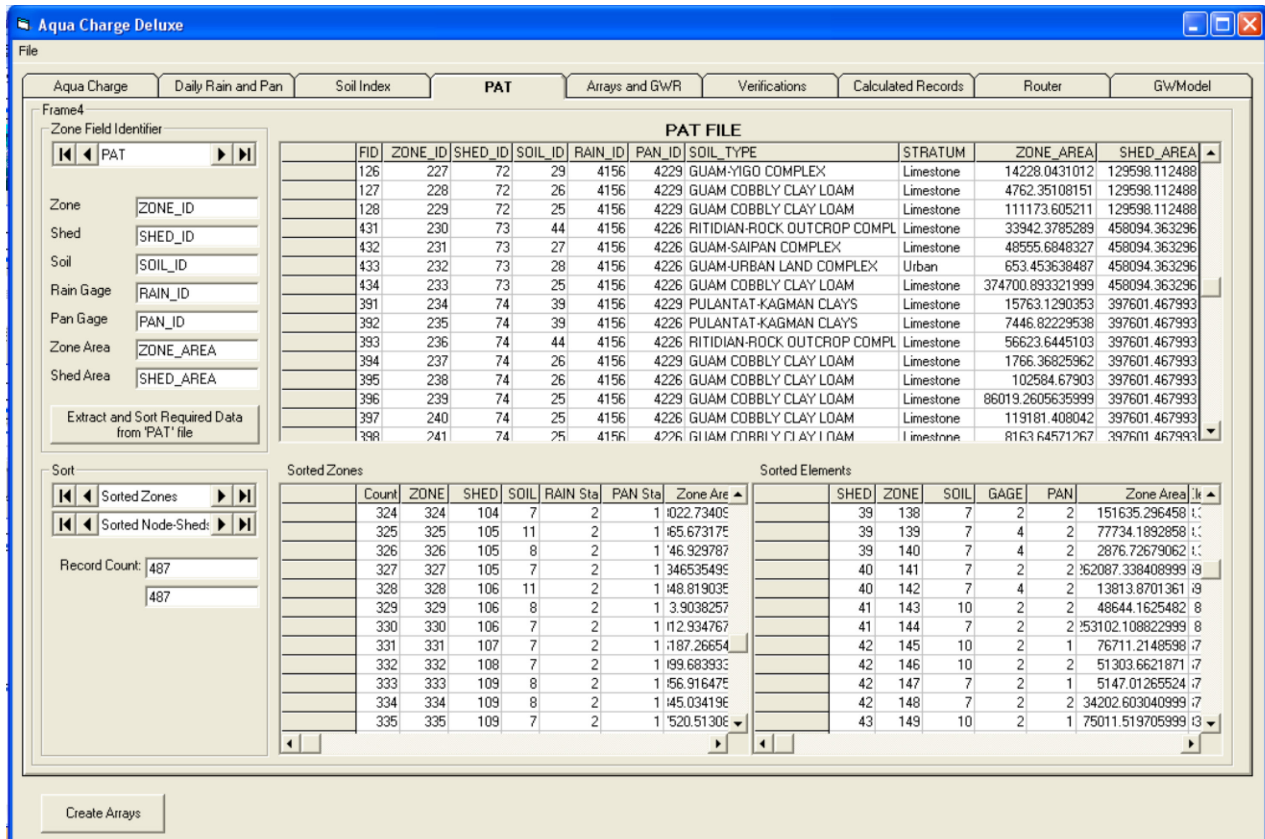 Aqua Charge Deluxe
File
Aqua Charge Daily Rain and Pan Soil Index PAT Arrays and GWR Verifications Calculated Records Router GWModel
Frame4
Zone Field Identifier
PAT
Zone ZONE_ID
Shed SHED_ID
Soil SOIL_ID
Rain Gage RAIN_ID
Pan Gage PAN_ID
Zone Area ZONE_AREA
Shed Area SHED_AREA
Extract and Sort Required Data
from 'PAT' file
PAT FILE
FID ZONE_ID SHED_ID SOIL_ID RAIN_ID PAN_ID SOIL_TYPE STRATUM ZONE_AREA SHED_AREA
126 227 72 29 4156 4229 GUAM-YIGO COMPLEX Limestone 14228.0431012 129598.112488
127 228 72 26 4156 4229 GUAM COBBLY CLAY LOAM Limestone 4762.35108151 129598.112488
128 229 72 25 4156 4229 GUAM COBBLY CLAY LOAM Limestone 111173.605211 129598.112488
431 230 73 44 4156 4226 RITIDIAN-ROCK OUTCROP COMPL Limestone 33942.3785289 458094.363296
432 231 73 27 4156 4226 GUAM-SAIPAN COMPLEX Limestone 48555.6848327 458094.363296
433 232 73 28 4156 4226 GUAM-URBAN LAND COMPLEX Urban 653.453638487 458094.363296
434 233 73 25 4156 4226 GUAM COBBLY CLAY LOAM Limestone 374700.893321999 458094.363296
391 234 74 39 4156 4229 PULANTAT-KAGMAN CLAYS Limestone 15763.1290353 397601.467993
392 235 74 39 4156 4226 PULANTAT-KAGMAN CLAYS Limestone 7446.82229538 397601.467993
393 236 74 44 4156 4226 RITIDIAN-ROCK OUTCROP COMPL Limestone 56623.6445103 397601.467993
394 237 74 26 4156 4229 GUAM COBBLY CLAY LOAM Limestone 1766.36825962 397601.467993
395 238 74 26 4156 4226 GUAM COBBLY CLAY LOAM Limestone 102584.67903 397601.467993
396 239 74 25 4156 4229 GUAM COBBLY CLAY LOAM Limestone 86019.2605635999 397601.467993
397 240 74 25 4156 4226 GUAM COBBLY CLAY LOAM Limestone 119181.408042 397601.467993
398 241 74 25 4156 4226 GUAM COBBLY CLAY LOAM Limestone 8163.64571267 397601.467993
Sort
Sorted Zones
Sorted Node-Sheds
Record Count: 487
487
Sorted Zones
Count ZONE SHED SOIL RAIN Sta PAN Sta Zone Are
324 324 104 7 2 1
325 325 105 11 2 1
326 326 105 8 2 1
327 327 105 7 2 1
328 328 106 11 2 1
329 329 106 8 2 1
330 330 106 7 2 1
331 331 107 7 2 1
332 332 108 7 2 1
333 333 109 8 2 1
334 334 109 8 2 1
335 335 109 7 2 1
Sorted Elements
SHED ZONE SOIL GAGE PAN Zone Area
39 138 7 2 2 151635.296458
39 139 7 4 2 77734.1892858
39 140 7 4 2 2876.72679062
40 141 7 2 2
40 142 7 4 2 13813.8701361
41 143 10 2 2 48644.1625482
41 144 7 2 2
42 145 10 2 1 76711.2148598
42 146 10 2 2 51303.6621871
42 147 7 2 1 5147.01265524
42 148 7 2 2 34202.603040999
43 149 10 2 1 75011.519705999
Create Arrays